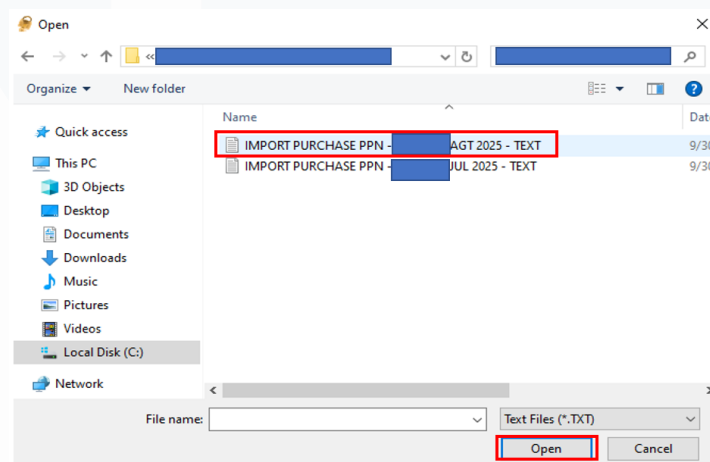 Open
«
Organize New folder
Name Dat
Quick access
IMPORT PURCHASE PPN - AGT 2025 - TEXT 9/30
IMPORT PURCHASE PPN - JUL 2025 - TEXT 9/30
This PC
3D Objects
Desktop
Documents
Downloads
Music
Pictures
Videos
Local Disk (C:)
Network
File name: Text Files (*.TXT)
Open Cancel